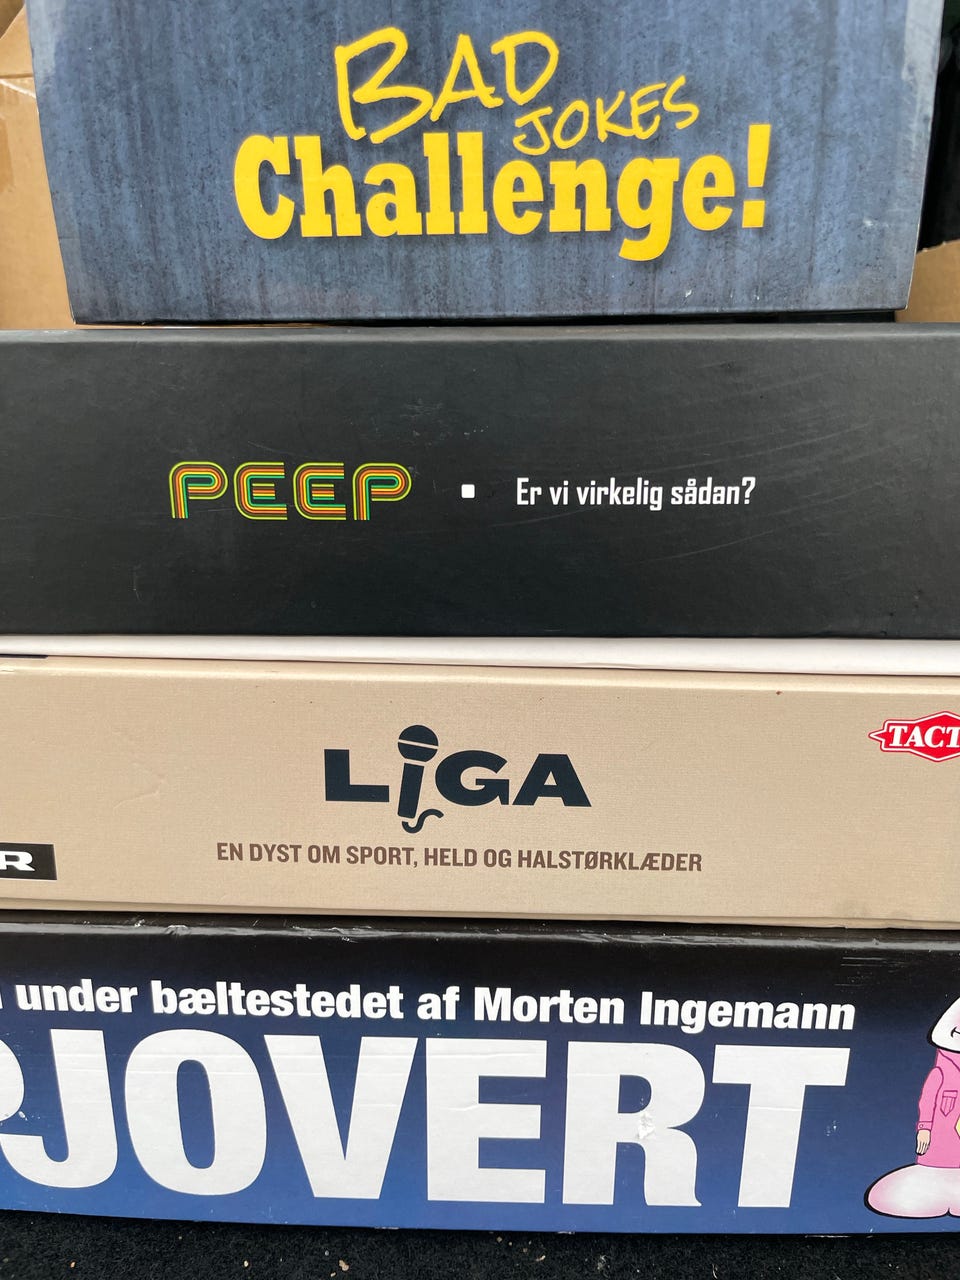 BAD
JOKES
Challenge!
PEEP
Er vi virkelig sådan?
LiGA
TACT
EN DYST OM SPORT, HELD OG HALSTØRKLÆDER
R
under bæltestedet af Morten Ingemann
JOVERT